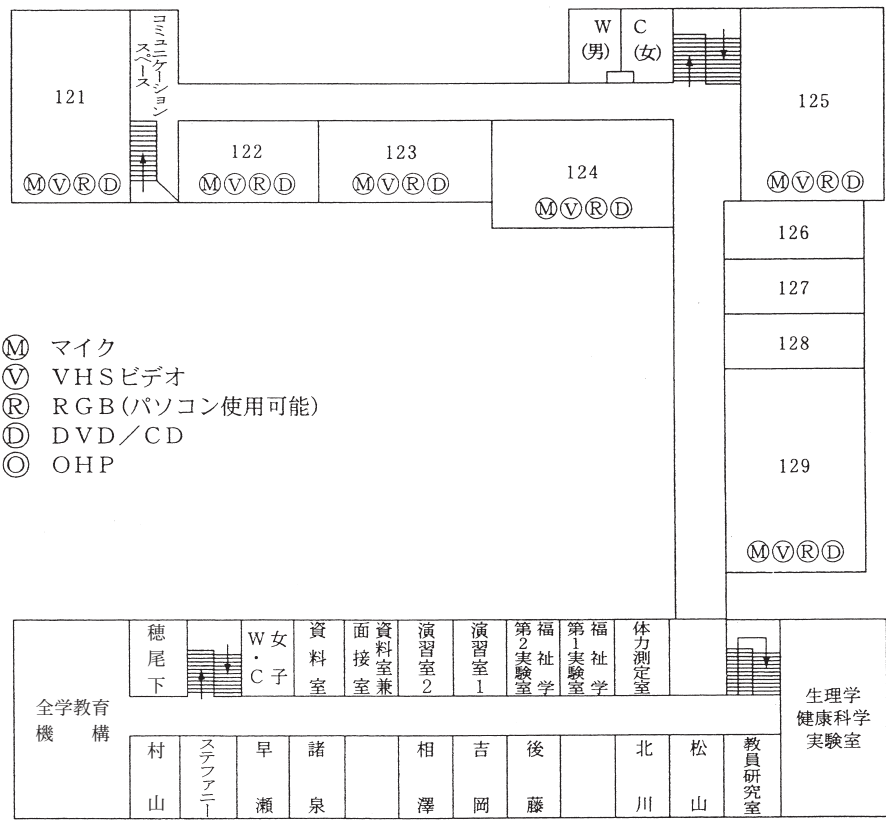 121
コミュニケーション
スペース
W
(男)
C
(女)
125
122
123
124
ⓂⓋⓇⒹ
ⓂⓋⓇⒹ
ⓂⓋⓇⒹ
ⓂⓋⓇⒹ
ⓂⓋⓇⒹ
126
127
128
129
ⓂⓋⓇⒹ
Ⓜ マイク
Ⓥ VHSビデオ
Ⓡ RGB(パソコン使用可能)
Ⓓ DVD／CD
Ⓞ OHP
全学教育
機 構
穂尾下
女子
W・C
資料室
資料室兼
面接室
演習室2
演習室1
福祉学
第2実験室
福祉学
第1実験室
体力測定室
生理学
健康科学
実験室
村 山
ステファニー
早 瀬
諸 泉
相 澤
吉 岡
後 藤
北 川
松 山
教員研究室